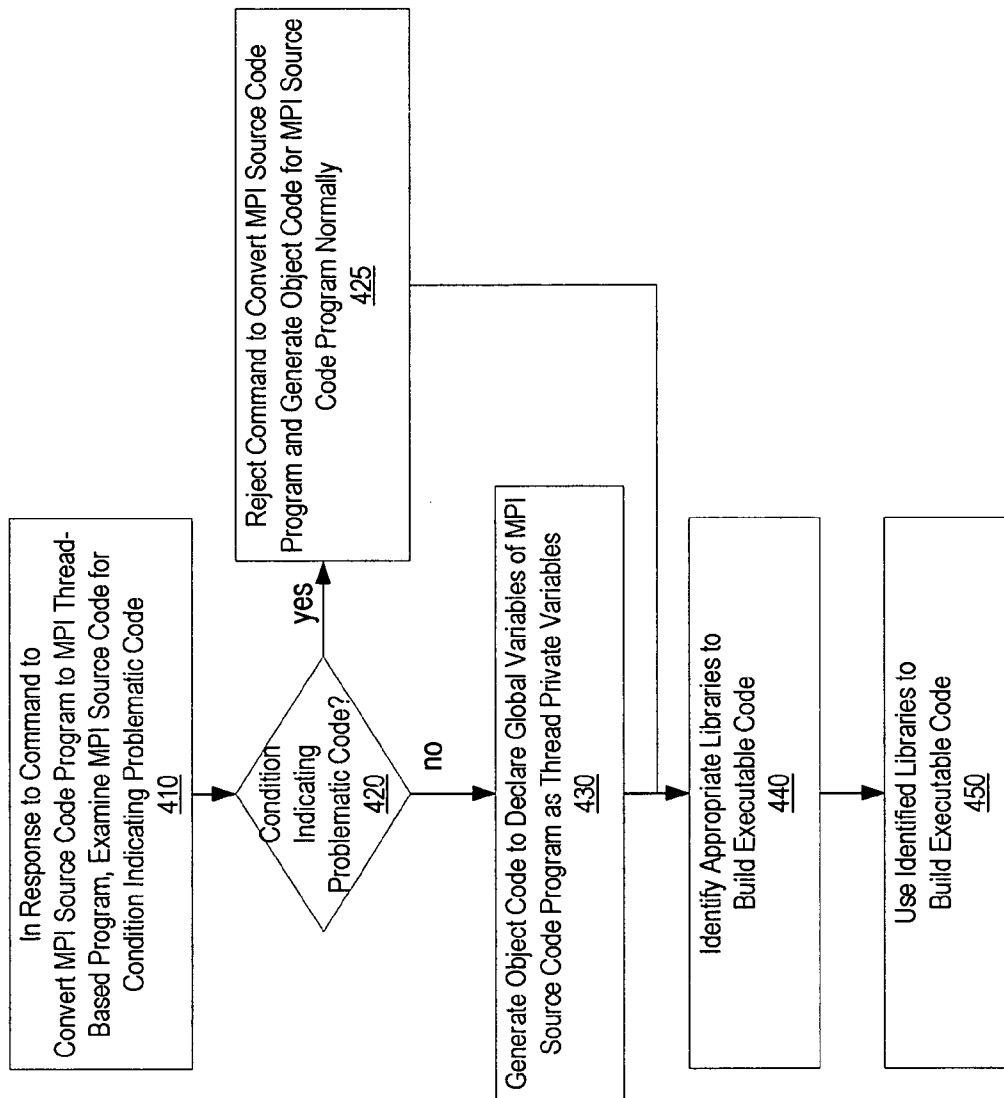 In Response to Command to
Convert MPI Source Code Program to MPI Thread-
Based Program, Examine MPI Source Code for
Condition Indicating Problematic Code
410
Condition
Indicating
Problematic Code?
420
yes
Reject Command to Convert MPI Source Code
Program and Generate Object Code for MPI Source
Code Program Normally
425
no
Generate Object Code to Declare Global Variables of MPI
Source Code Program as Thread Private Variables
430
Identify Appropriate Libraries to
Build Executable Code
440
Use Identified Libraries to
Build Executable Code
450